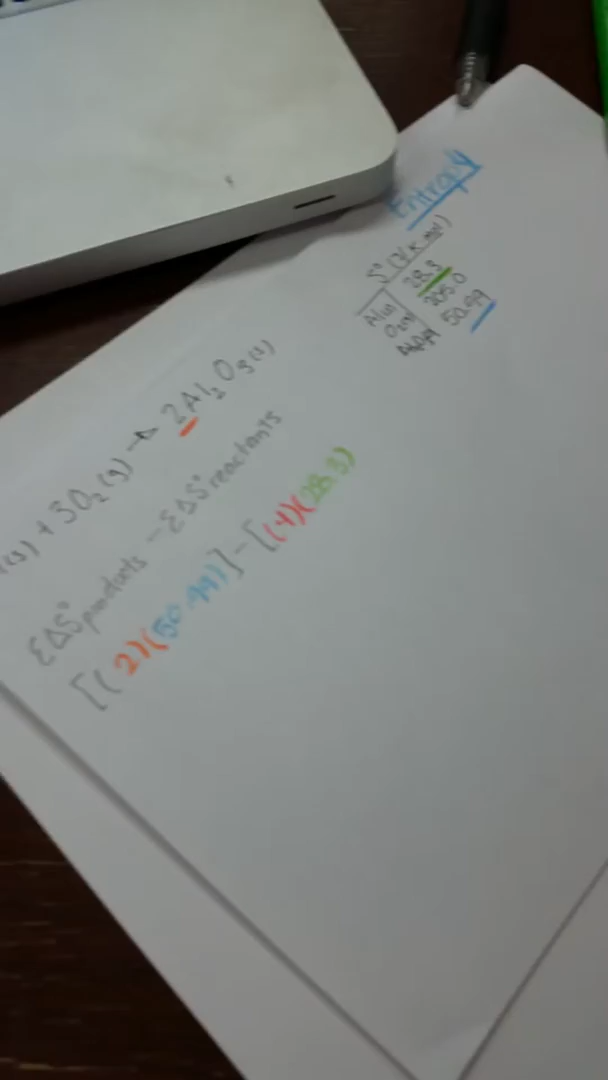 Entropy
S° (J/K·mol)
Al(s) 28.3
O₂(g) 205.0
Al₂O₃(s) 50.99
(s) + 3O₂(g) → 2Al₂O₃(s)
ΣΔS° products - ΣΔS° reactants
[(2)(50.99)] - [(4)(28.3)